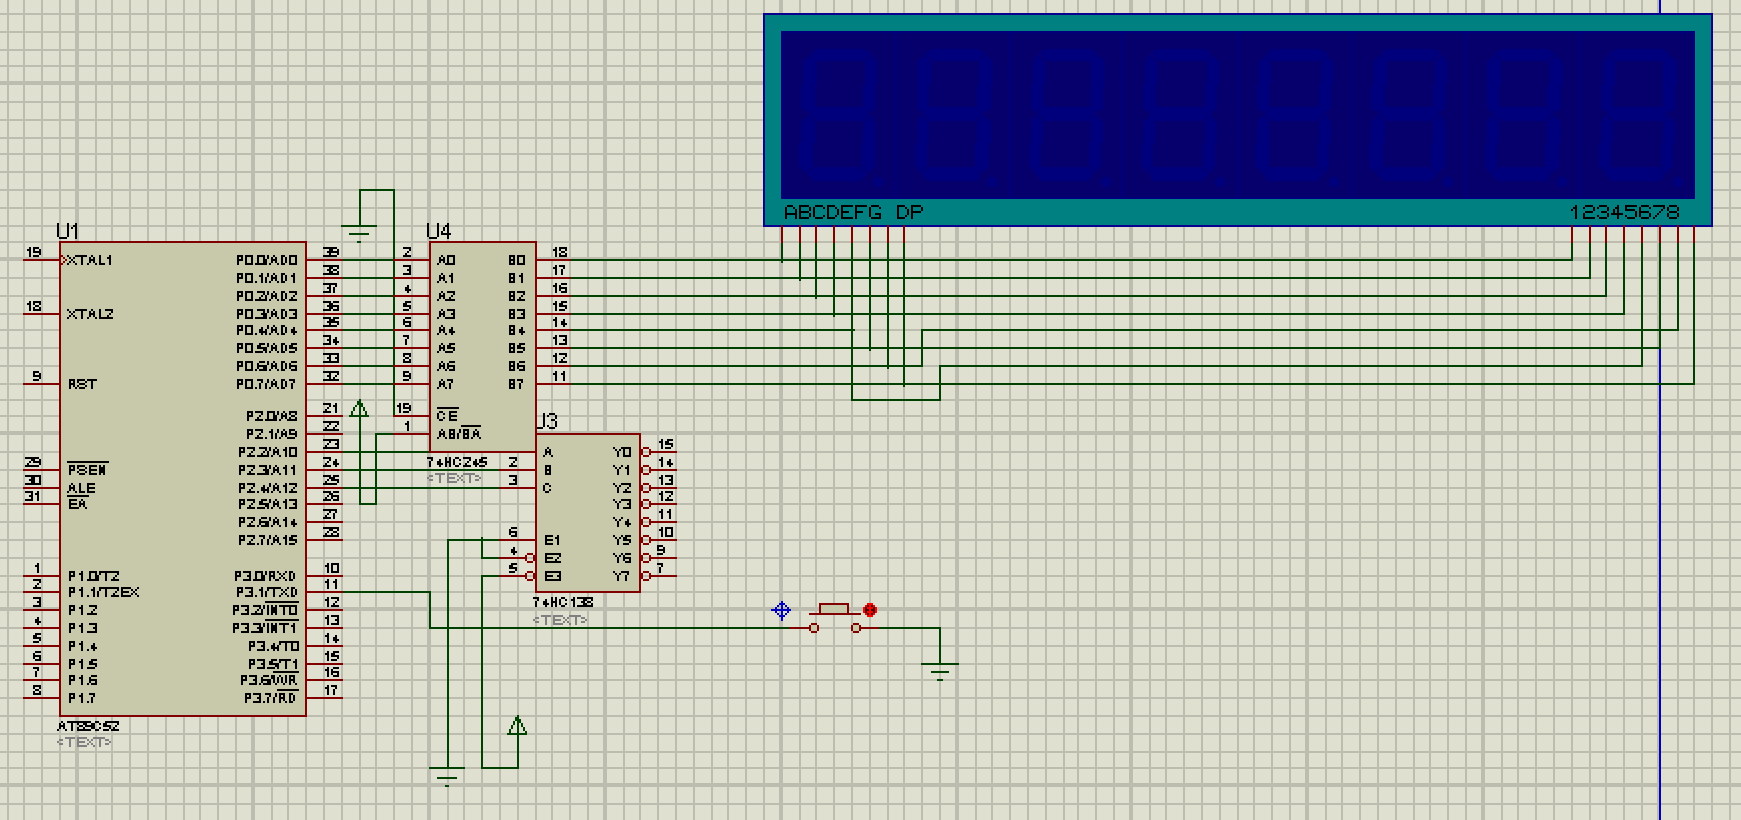 ABCDEFG DP
12345678
U1
19 XTAL1
18 XTAL2
9 RST
29 PSEN
30 ALE
31 EA
1 P1.0/T2
2 P1.1/T2EX
3 P1.2
4 P1.3
5 P1.4
6 P1.5
7 P1.6
8 P1.7
P0.0/AD0 39
P0.1/AD1 38
P0.2/AD2 37
P0.3/AD3 36
P0.4/AD4 35
P0.5/AD5 34
P0.6/AD6 33
P0.7/AD7 32
P2.0/A8 21
P2.1/A9 22
P2.2/A10 23
P2.3/A11 24
P2.4/A12 25
P2.5/A13 26
P2.6/A14 27
P2.7/A15 28
P3.0/RXD 10
P3.1/TXD 11
P3.2/INT0 12
P3.3/INT1 13
P3.4/T0 14
P3.5/T1 15
P3.6/WR 16
P3.7/RD 17
AT89C52
<TEXT>
U4
2 A0 B0 18
3 A1 B1 17
4 A2 B2 16
5 A3 B3 15
6 A4 B4 14
7 A5 B5 13
8 A6 B6 12
9 A7 B7 11
19 CE
1 AB/BA
74HC245
<TEXT>
U3
A Y0 15
2 B Y1 14
3 C Y2 13
Y3 12
Y4 11
6 E1 Y5 10
4 E2 Y6 9
5 E3 Y7 7
74HC138
<TEXT>